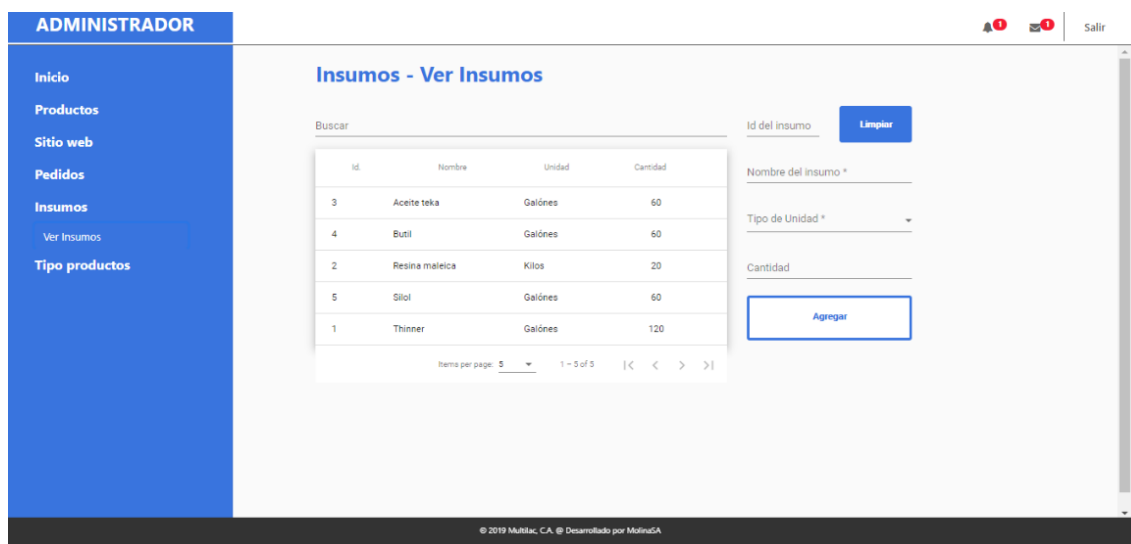 ADMINISTRADOR
1 1 Salir
Inicio
Productos
Sitio web
Pedidos
Insumos
Ver Insumos
Tipo productos
Insumos - Ver Insumos
Buscar
Id. Nombre Unidad Cantidad
3 Aceite teka Galónes 60
4 Butil Galónes 60
2 Resina maleica Kilos 20
5 Silol Galónes 60
1 Thinner Galónes 120
Items per page: 5 1 – 5 of 5
Id del insumo Limpiar
Nombre del insumo *
Tipo de Unidad *
Cantidad
Agregar
© 2019 Multilac, C.A. @ Desarrollado por MolinaSA